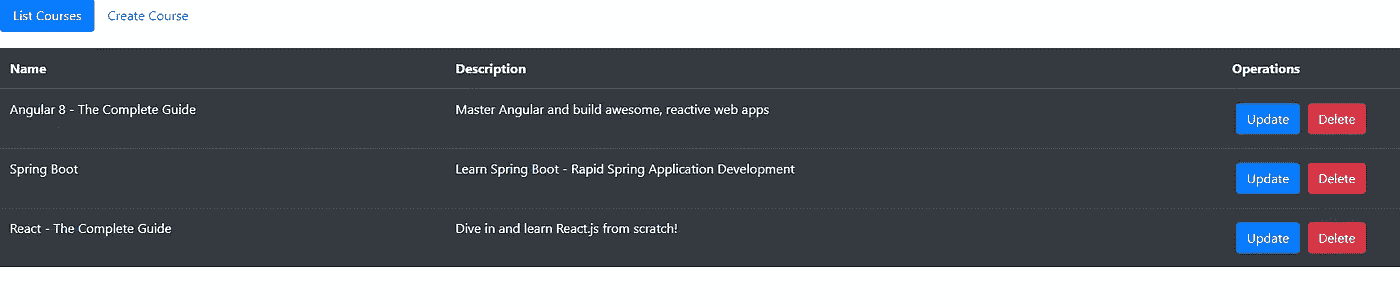 List Courses Create Course
Name Description Operations
Angular 8 - The Complete Guide Master Angular and build awesome, reactive web apps Update Delete
Spring Boot Learn Spring Boot - Rapid Spring Application Development Update Delete
React - The Complete Guide Dive in and learn React.js from scratch! Update Delete